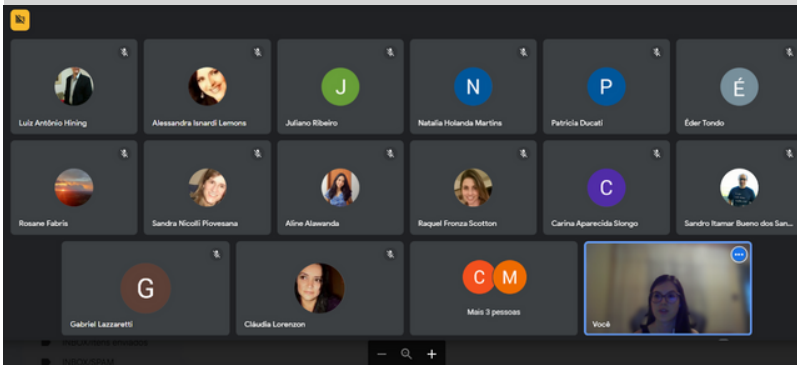 Luiz Antônio Hining
Alessandra Isnardi Lemons
J
Juliano Ribeiro
N
Natalia Holanda Martins
P
Patricia Ducati
É
Éder Tondo
Rosane Fabris
Sandra Nicolli Piovesana
Aline Alawanda
Raquel Fronza Scotton
C
Carina Aparecida Slongo
Sandro Itamar Bueno dos San...
G
Gabriel Lazzaretti
Cláudia Lorenzon
C M
Mais 3 pessoas
Você